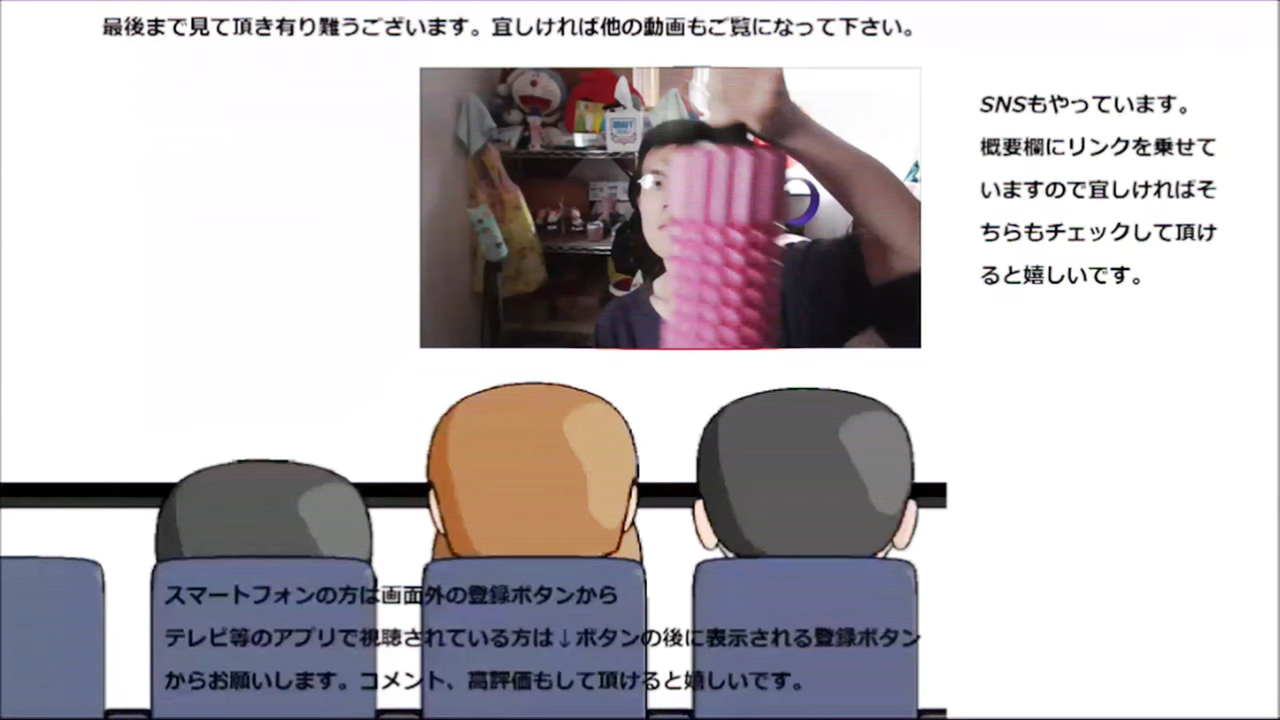 最後まで見て頂き有り難うございます。宜しければ他の動画もご覧になって下さい。
SNSもやっています。
概要欄にリンクを乗せて
いますので宜しければそ
ちらもチェックして頂け
ると嬉しいです。
スマートフォンの方は画面外の登録ボタンから
テレビ等のアプリで視聴されている方は↓ボタンの後に表示される登録ボタン
からお願いします。コメント、高評価もして頂けると嬉しいです。